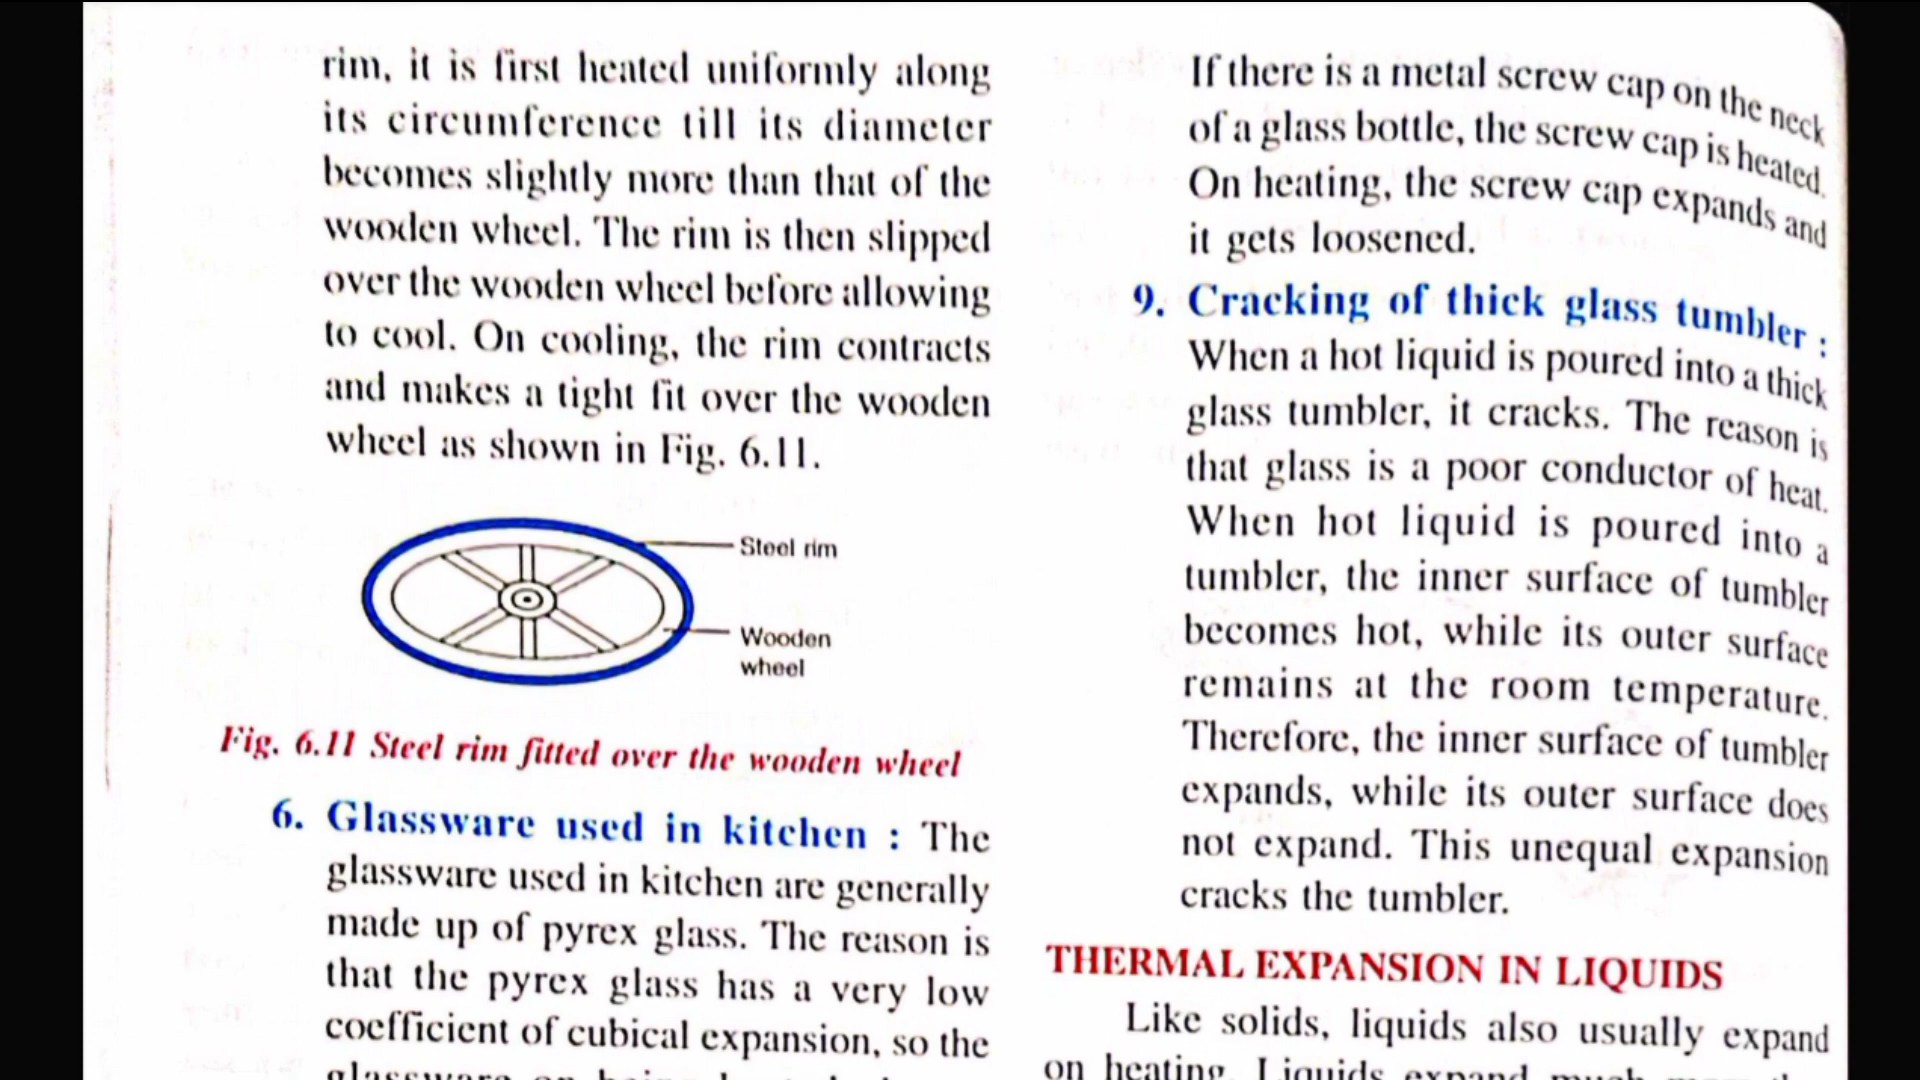 rim, it is first heated uniformly along
its circumference till its diameter
becomes slightly more than that of the
wooden wheel. The rim is then slipped
over the wooden wheel before allowing
to cool. On cooling, the rim contracts
and makes a tight fit over the wooden
wheel as shown in Fig. 6.11.
Steel rim
Wooden
wheel
Fig. 6.11 Steel rim fitted over the wooden wheel
6. Glassware used in kitchen : The
glassware used in kitchen are generally
made up of pyrex glass. The reason is
that the pyrex glass has a very low
coefficient of cubical expansion, so the
If there is a metal screw cap on the neck
of a glass bottle, the screw cap is heated.
On heating, the screw cap expands and
it gets loosened.
9. Cracking of thick glass tumbler :
When a hot liquid is poured into a thick
glass tumbler, it cracks. The reason is
that glass is a poor conductor of heat.
When hot liquid is poured into a
tumbler, the inner surface of tumbler
becomes hot, while its outer surface
remains at the room temperature.
Therefore, the inner surface of tumbler
expands, while its outer surface does
not expand. This unequal expansion
cracks the tumbler.
THERMAL EXPANSION IN LIQUIDS
Like solids, liquids also usually expand
on heating. Liquids expand much